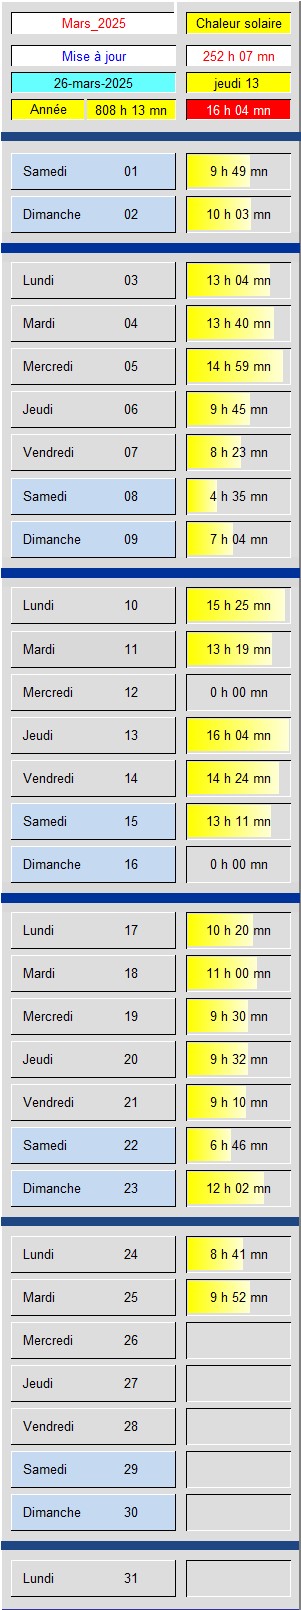 Mars_2025 Chaleur solaire
Mise à jour 252 h 07 mn
26-mars-2025 jeudi 13
Année 808 h 13 mn 16 h 04 mn
Samedi 01 9 h 49 mn
Dimanche 02 10 h 03 mn
Lundi 03 13 h 04 mn
Mardi 04 13 h 40 mn
Mercredi 05 14 h 59 mn
Jeudi 06 9 h 45 mn
Vendredi 07 8 h 23 mn
Samedi 08 4 h 35 mn
Dimanche 09 7 h 04 mn
Lundi 10 15 h 25 mn
Mardi 11 13 h 19 mn
Mercredi 12 0 h 00 mn
Jeudi 13 16 h 04 mn
Vendredi 14 14 h 24 mn
Samedi 15 13 h 11 mn
Dimanche 16 0 h 00 mn
Lundi 17 10 h 20 mn
Mardi 18 11 h 00 mn
Mercredi 19 9 h 30 mn
Jeudi 20 9 h 32 mn
Vendredi 21 9 h 10 mn
Samedi 22 6 h 46 mn
Dimanche 23 12 h 02 mn
Lundi 24 8 h 41 mn
Mardi 25 9 h 52 mn
Mercredi 26
Jeudi 27
Vendredi 28
Samedi 29
Dimanche 30
Lundi 31